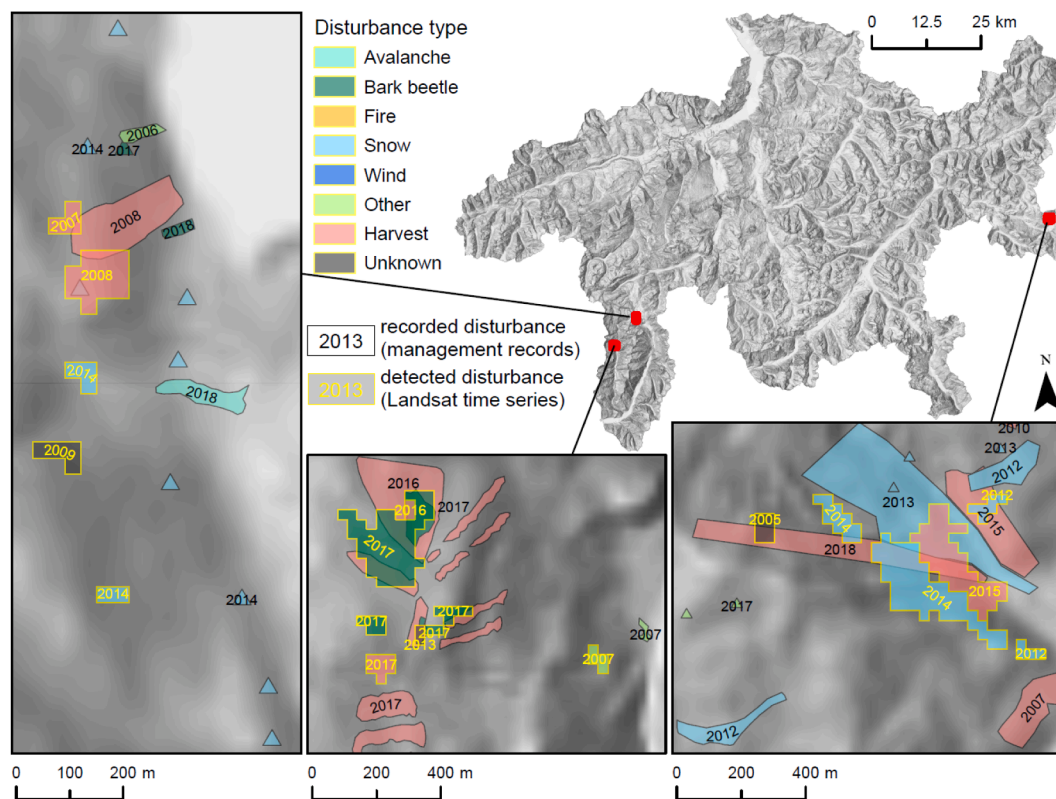 Disturbance type
Avalanche
Bark beetle
Fire
Snow
Wind
Other
Harvest
Unknown
2013
recorded disturbance
(management records)
2013
detected disturbance
(Landsat time series)
0 12.5 25 km
N
2006
2014
2017
2007
2008
2018
2008
2014
2018
2009
2014
2014
0 100 200 m
2016
2016
2017
2017
2017
2017
2017
2013
2007
2007
2017
2017
0 200 400 m
2010
2013
2012
2013
2012
2005
2014
2015
2018
2014
2015
2017
2012
2007
2012
0 200 400 m